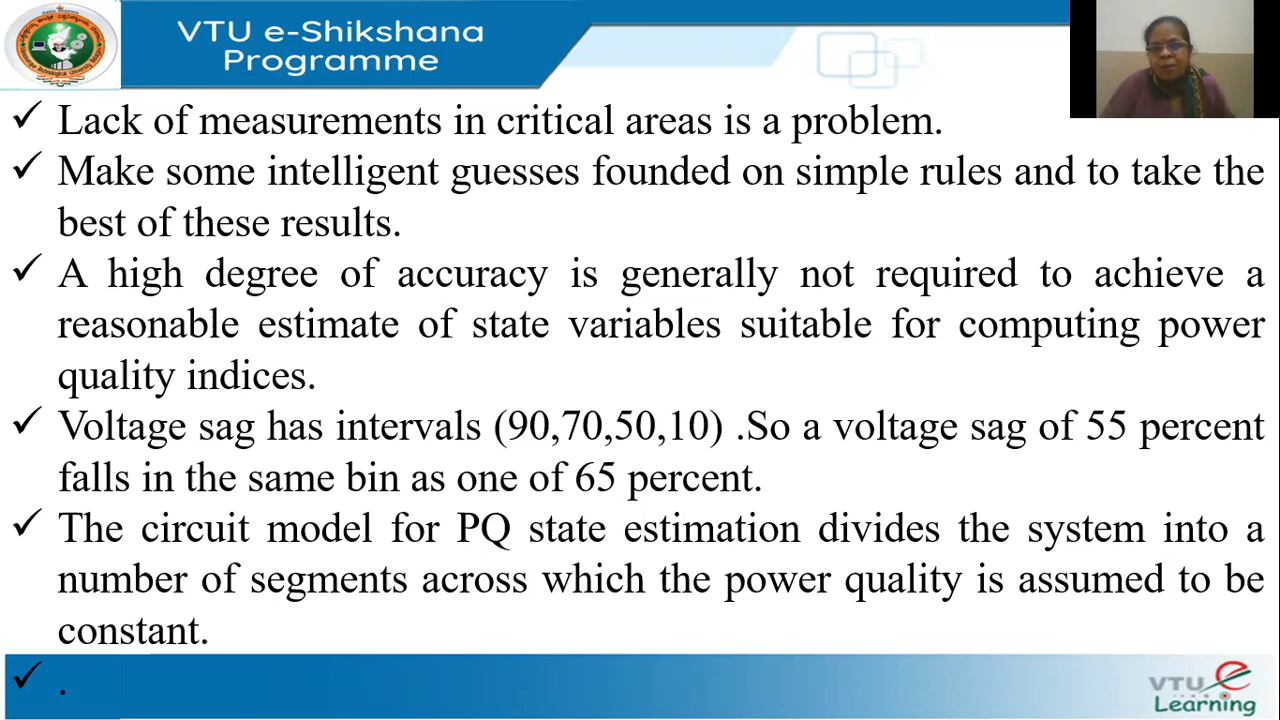 VTU e-Shikshana
Programme
✓ Lack of measurements in critical areas is a problem.
✓ Make some intelligent guesses founded on simple rules and to take the
best of these results.
✓ A high degree of accuracy is generally not required to achieve a
reasonable estimate of state variables suitable for computing power
quality indices.
✓ Voltage sag has intervals (90,70,50,10) .So a voltage sag of 55 percent
falls in the same bin as one of 65 percent.
✓ The circuit model for PQ state estimation divides the system into a
number of segments across which the power quality is assumed to be
constant.
✓ .
VTU e
Learning